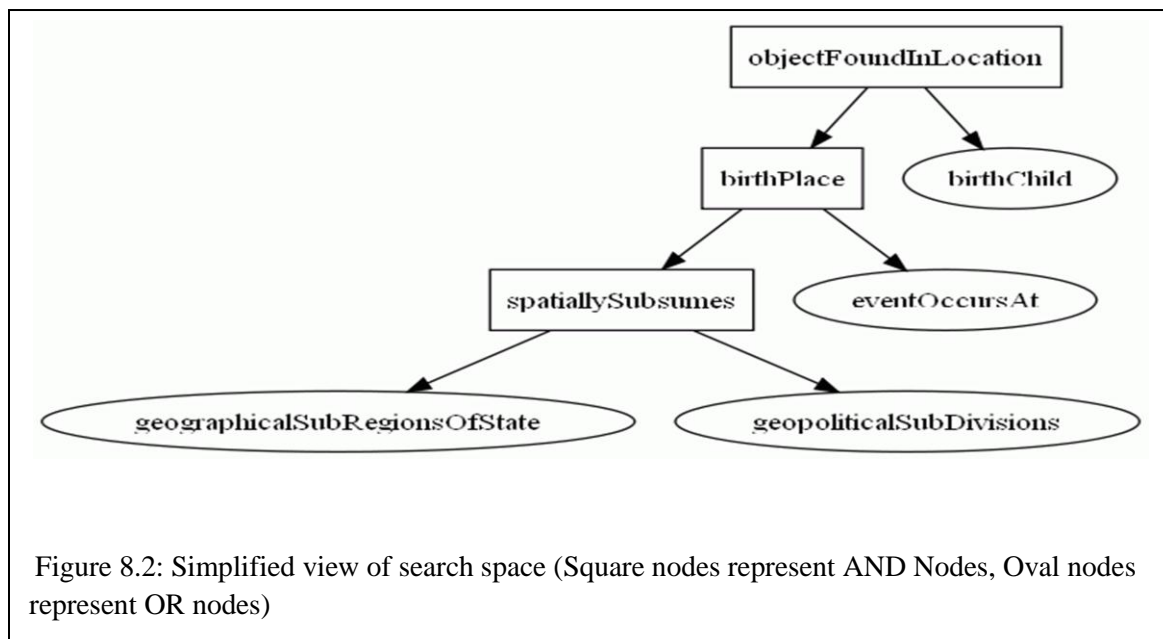 objectFoundInLocation
birthPlace
birthChild
spatiallySubsumes
eventOccursAt
geographicalSubRegionsOfState
geopoliticalSubDivisions
Figure 8.2: Simplified view of search space (Square nodes represent AND Nodes, Oval nodes
represent OR nodes)